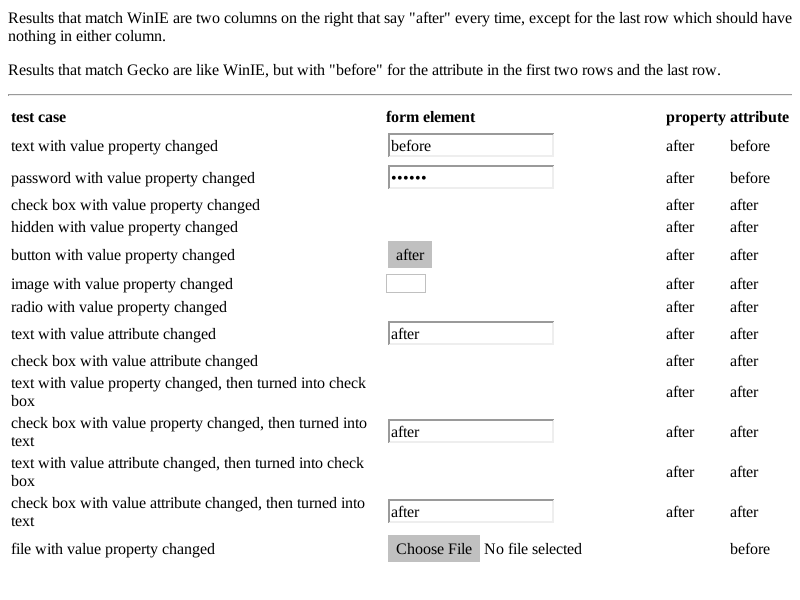 Results that match WinIE are two columns on the right that say "after" every time, except for the last row which should have
nothing in either column.
Results that match Gecko are like WinIE, but with "before" for the attribute in the first two rows and the last row.
test case form element property attribute
text with value property changed before after before
password with value property changed •••••• after before
check box with value property changed after after
hidden with value property changed after after
button with value property changed after after after
image with value property changed after after
radio with value property changed after after
text with value attribute changed after after after
check box with value attribute changed after after
text with value property changed, then turned into check
box after after
check box with value property changed, then turned into
text after after after
text with value attribute changed, then turned into check
box after after
check box with value attribute changed, then turned into
text after after after
file with value property changed Choose File No file selected before